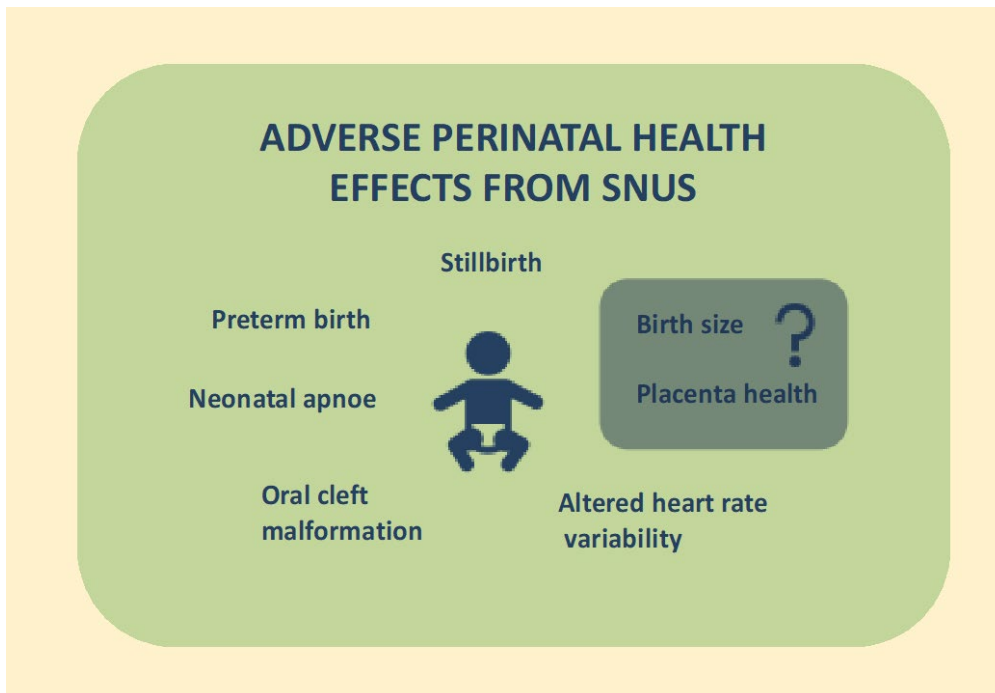 ADVERSE PERINATAL HEALTH
EFFECTS FROM SNUS
Stillbirth
Preterm birth
Birth size ?
Neonatal apnoe
Placenta health
Oral cleft
malformation
Altered heart rate
variability